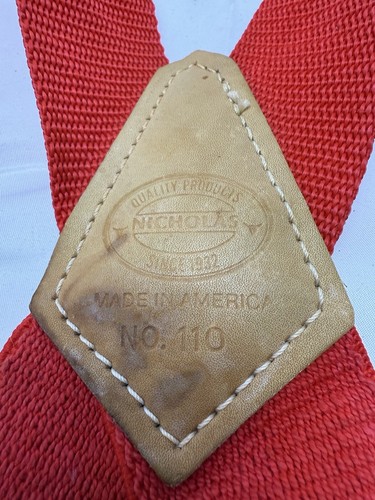 QUALITY PRODUCTS
NICHOLAS
SINCE 1932
MADE IN AMERICA
NO. 110